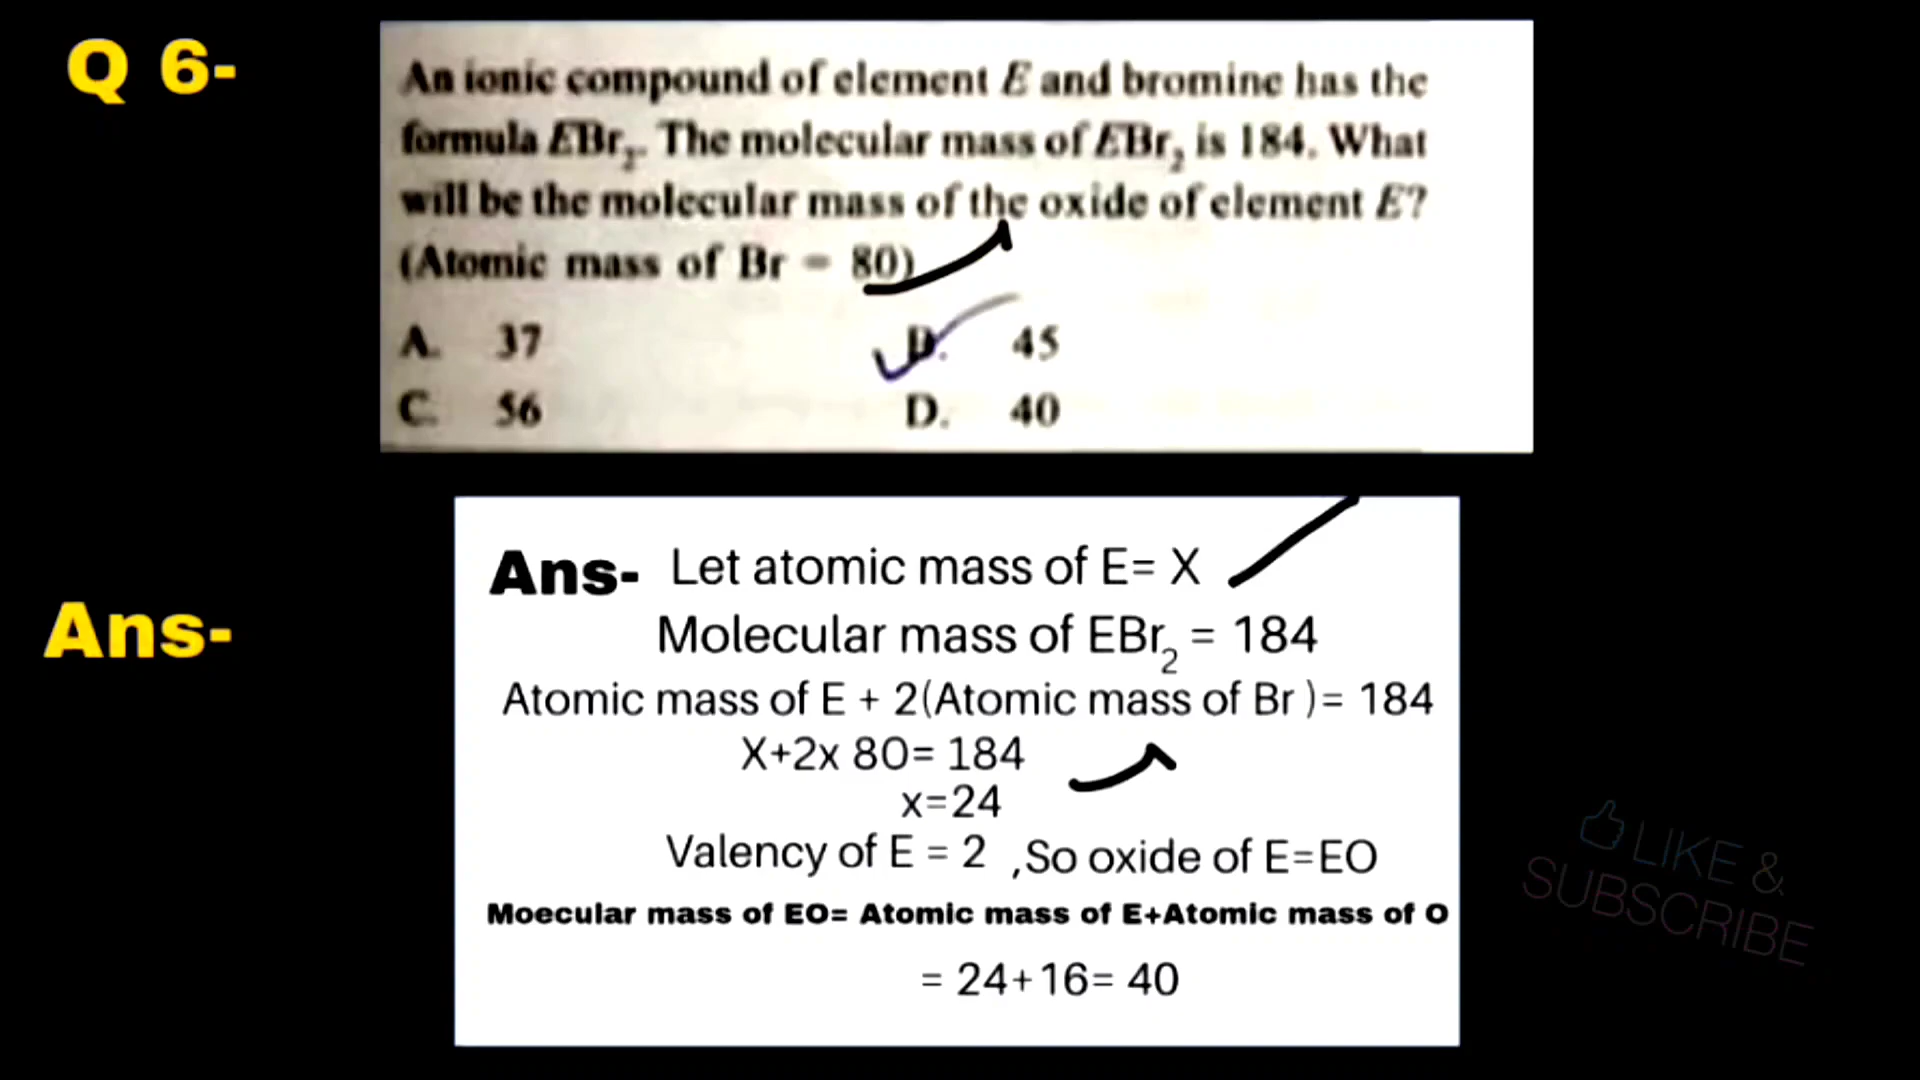 Q 6-
An ionic compound of element E and bromine has the
formula EBr₂. The molecular mass of EBr₂ is 184. What
will be the molecular mass of the oxide of element E?
(Atomic mass of Br = 80)
A. 37 B. 45
C. 56 D. 40
Ans-
Ans- Let atomic mass of E= X
Molecular mass of EBr₂ = 184
Atomic mass of E + 2(Atomic mass of Br )= 184
X+2x 80= 184
x=24
Valency of E = 2 ,So oxide of E=EO
Moecular mass of EO= Atomic mass of E+Atomic mass of O
= 24+16= 40
LIKE &
SUBSCRIBE